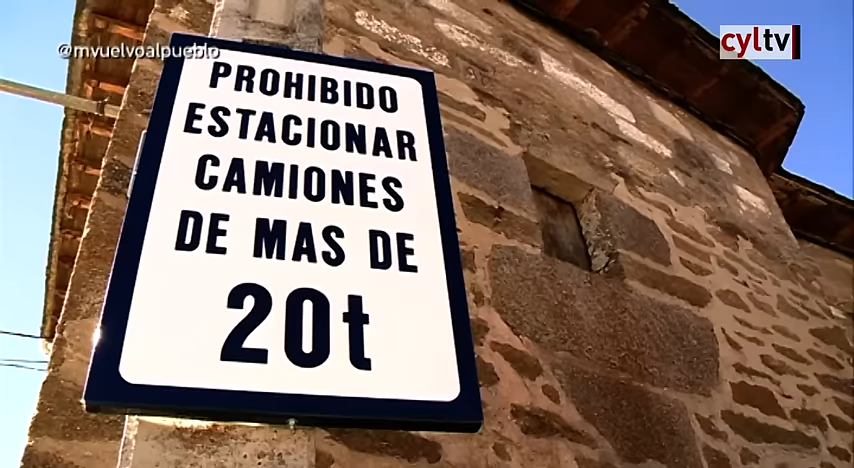 @mvuelvoalpueblo
cyltv
PROHIBIDO
ESTACIONAR
CAMIONES
DE MAS DE
20t